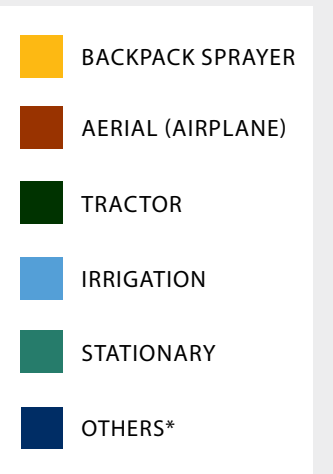 BACKPACK SPRAYER
AERIAL (AIRPLANE)
TRACTOR
IRRIGATION
STATIONARY
OTHERS*